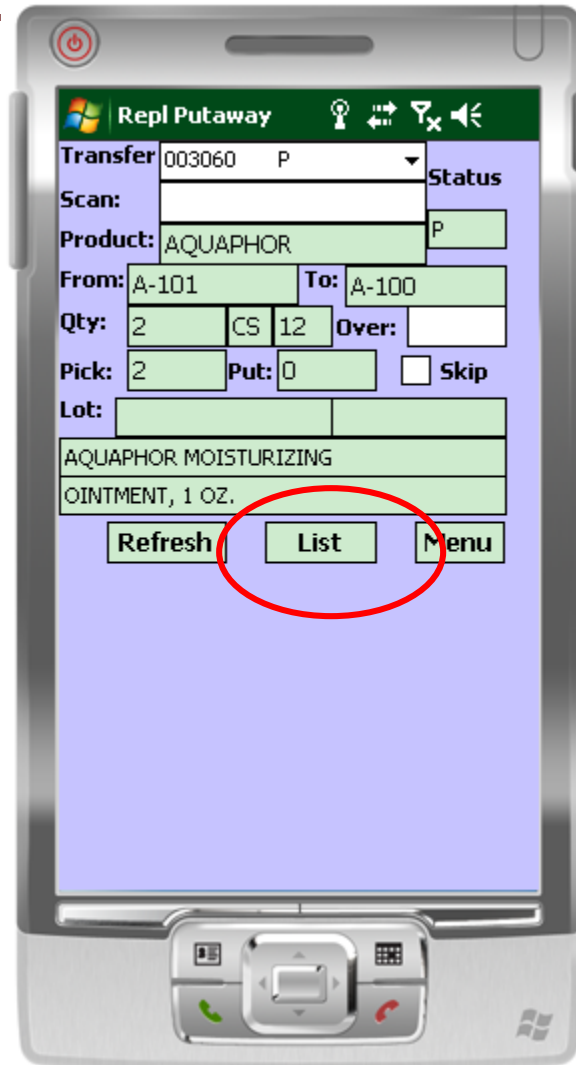 Repl Putaway
Transfer 003060 P
Status
Scan:
Product: AQUAPHOR P
From: A-101 To: A-100
Qty: 2 CS 12 Over:
Pick: 2 Put: 0 Skip
Lot:
AQUAPHOR MOISTURIZING
OINTMENT, 1 OZ.
Refresh List Menu